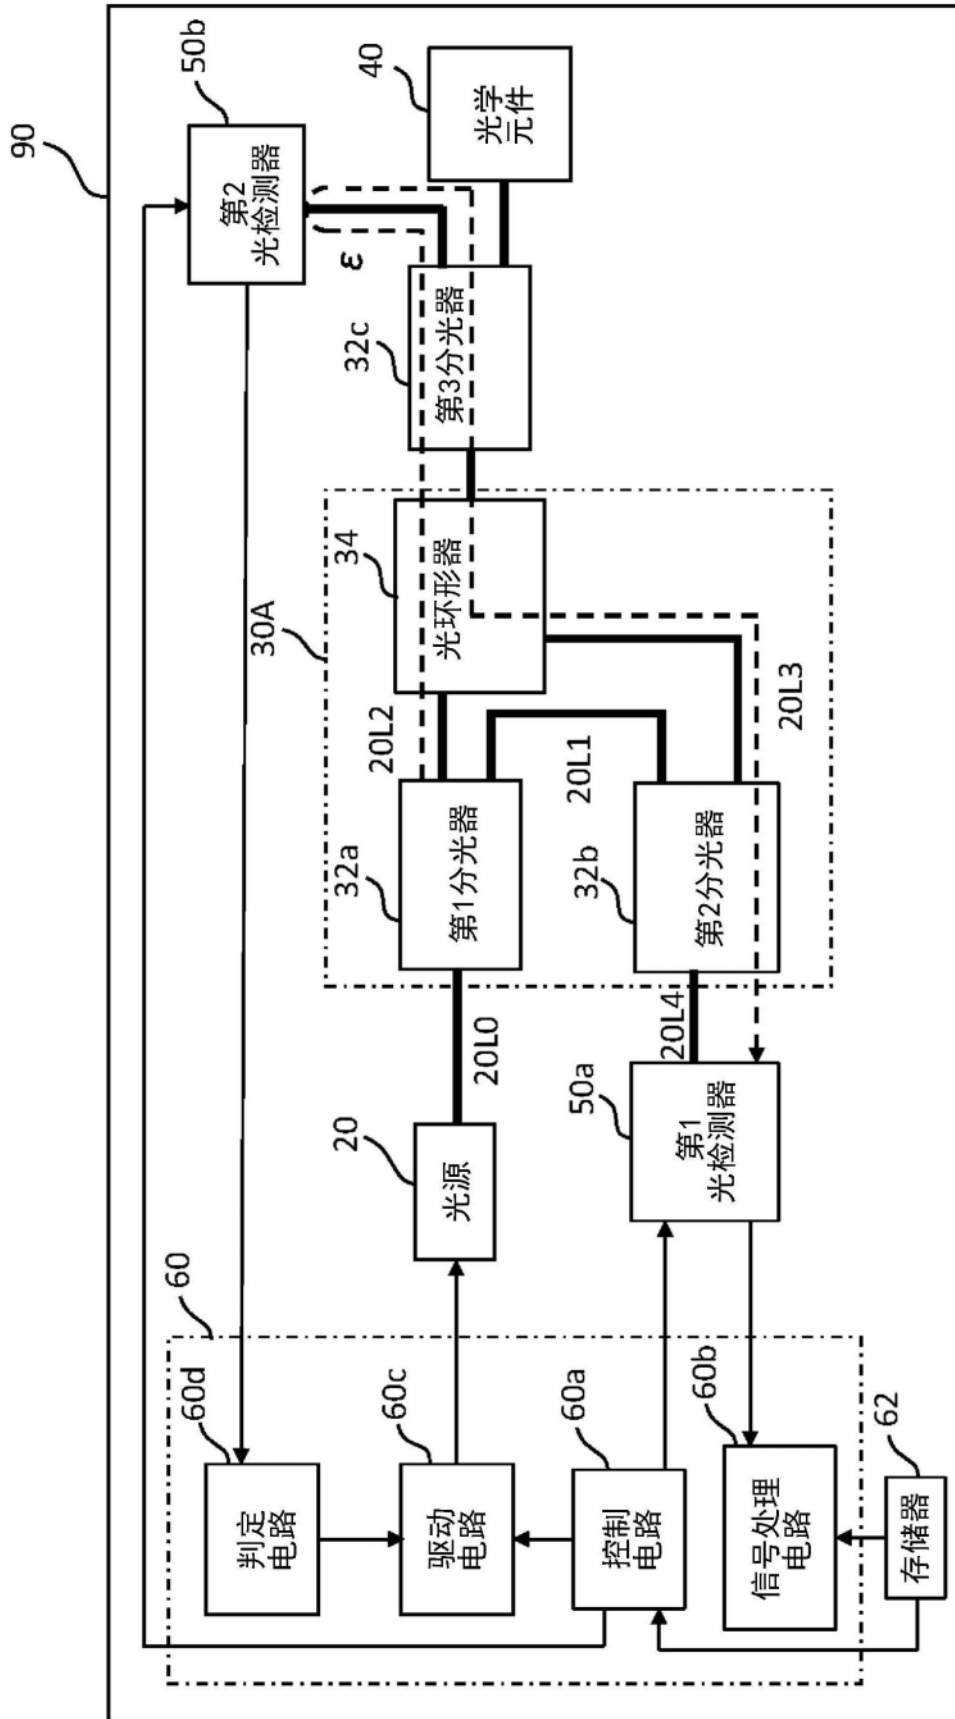 90
50b
第2
光检测器
40
光学
元件
ε
32c
第3分光器
30A
34
光环形器
20L2
20L1
20L3
32a
第1分光器
32b
第2分光器
20L0
20L4
20
光源
50a
第1
光检测器
60
60d
判定
电路
60c
驱动
电路
60a
控制
电路
60b
信号处理
电路
62
存储器